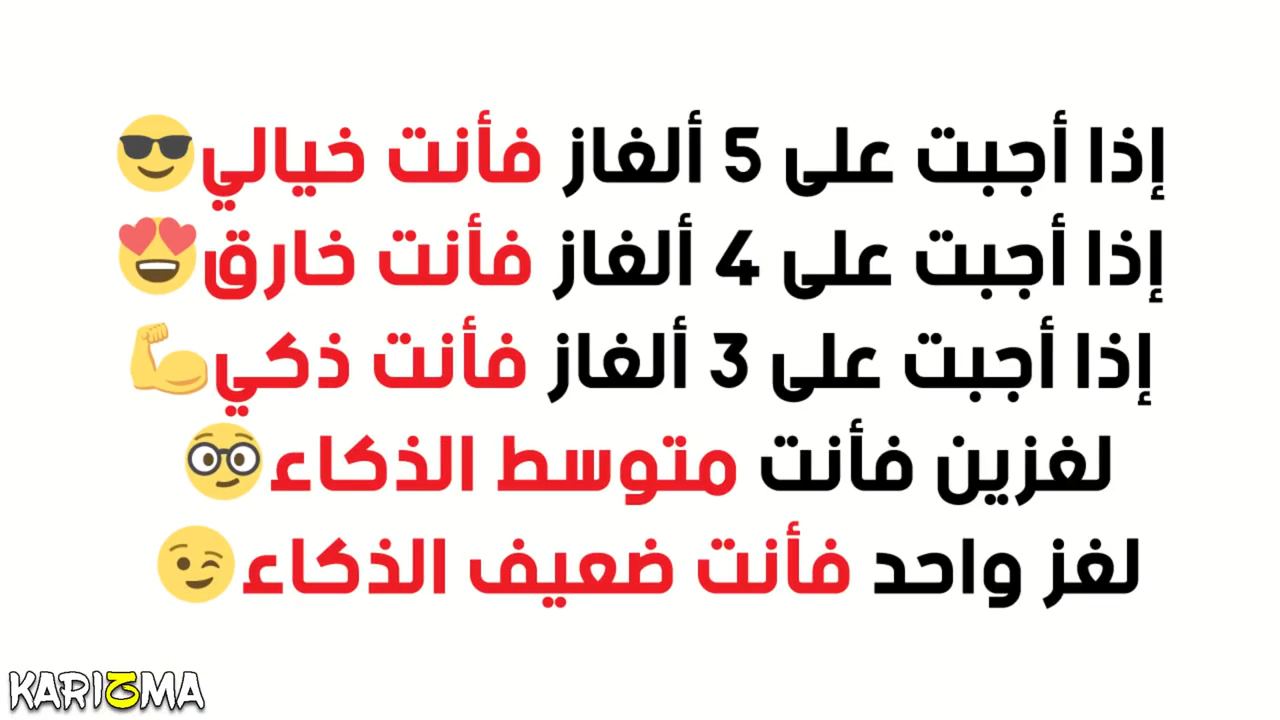 إذا أجبت على 5 ألغاز فأنت خيالي😎
إذا أجبت على 4 ألغاز فأنت خارق😍
إذا أجبت على 3 ألغاز فأنت ذكي💪
لغزين فأنت متوسط الذكاء🤓
لغز واحد فأنت ضعيف الذكاء😉
KARIZMA